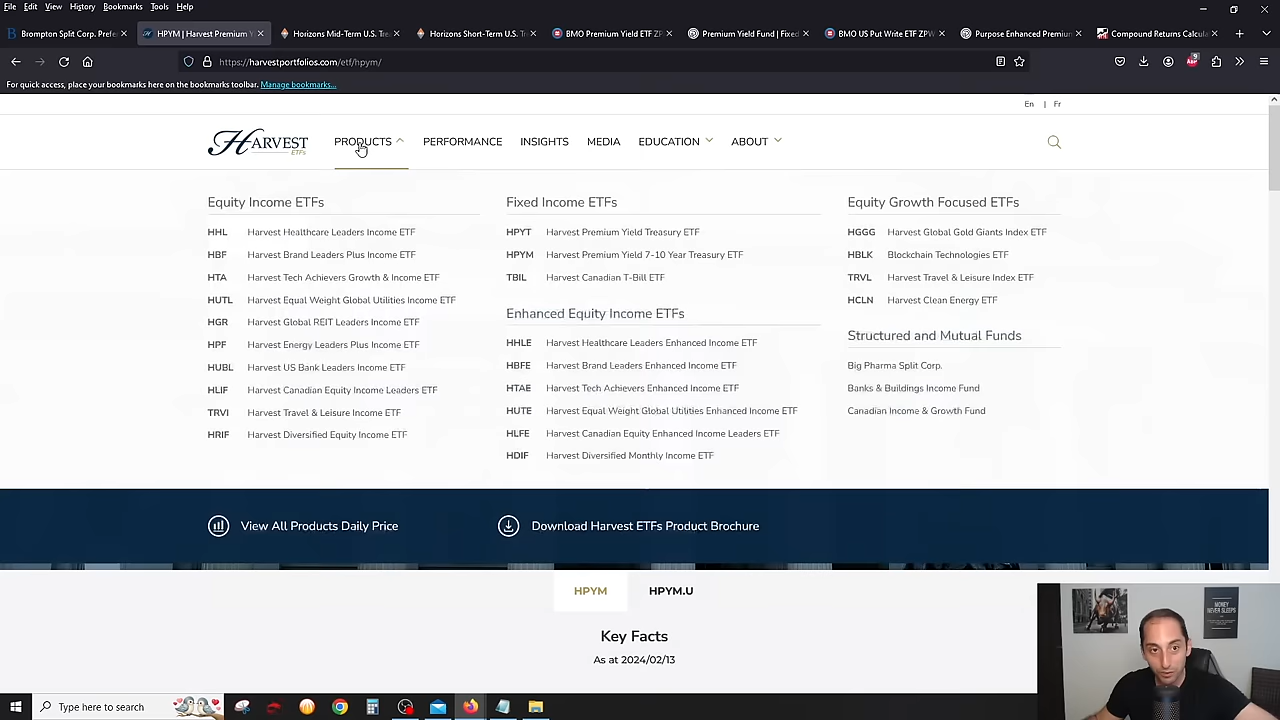 File Edit View History Bookmarks Tools Help
Brompton Split Corp. Prefe
HPYM | Harvest Premium Y
Horizons Mid-Term U.S. Tre
Horizons Short-Term U.S. Tr
BMO Premium Yield ETF ZP
Premium Yield Fund | Fixed
BMO US Put Write ETF ZPW
Purpose Enhanced Premium
Compound Returns Calcula
https://harvestportfolios.com/etf/hpym/
For quick access, place your bookmarks here on the bookmarks toolbar. Manage bookmarks...
En | Fr
HARVEST ETFs
PRODUCTS PERFORMANCE INSIGHTS MEDIA EDUCATION ABOUT
Equity Income ETFs
HHL Harvest Healthcare Leaders Income ETF
HBF Harvest Brand Leaders Plus Income ETF
HTA Harvest Tech Achievers Growth & Income ETF
HUTL Harvest Equal Weight Global Utilities Income ETF
HGR Harvest Global REIT Leaders Income ETF
HPF Harvest Energy Leaders Plus Income ETF
HUBL Harvest US Bank Leaders Income ETF
HLIF Harvest Canadian Equity Income Leaders ETF
TRVI Harvest Travel & Leisure Income ETF
HRIF Harvest Diversified Equity Income ETF
Fixed Income ETFs
HPYT Harvest Premium Yield Treasury ETF
HPYM Harvest Premium Yield 7-10 Year Treasury ETF
TBIL Harvest Canadian T-Bill ETF
Enhanced Equity Income ETFs
HHLE Harvest Healthcare Leaders Enhanced Income ETF
HBFE Harvest Brand Leaders Enhanced Income ETF
HTAE Harvest Tech Achievers Enhanced Income ETF
HUTE Harvest Equal Weight Global Utilities Enhanced Income ETF
HLFE Harvest Canadian Equity Enhanced Income Leaders ETF
HDIF Harvest Diversified Monthly Income ETF
Equity Growth Focused ETFs
HGGG Harvest Global Gold Giants Index ETF
HBLK Blockchain Technologies ETF
TRVL Harvest Travel & Leisure Index ETF
HCLN Harvest Clean Energy ETF
Structured and Mutual Funds
Big Pharma Split Corp.
Banks & Buildings Income Fund
Canadian Income & Growth Fund
View All Products Daily Price
Download Harvest ETFs Product Brochure
HPYM HPYM.U
Key Facts
As at 2024/02/13
MONEY
NEVER SLEEPS
Type here to search